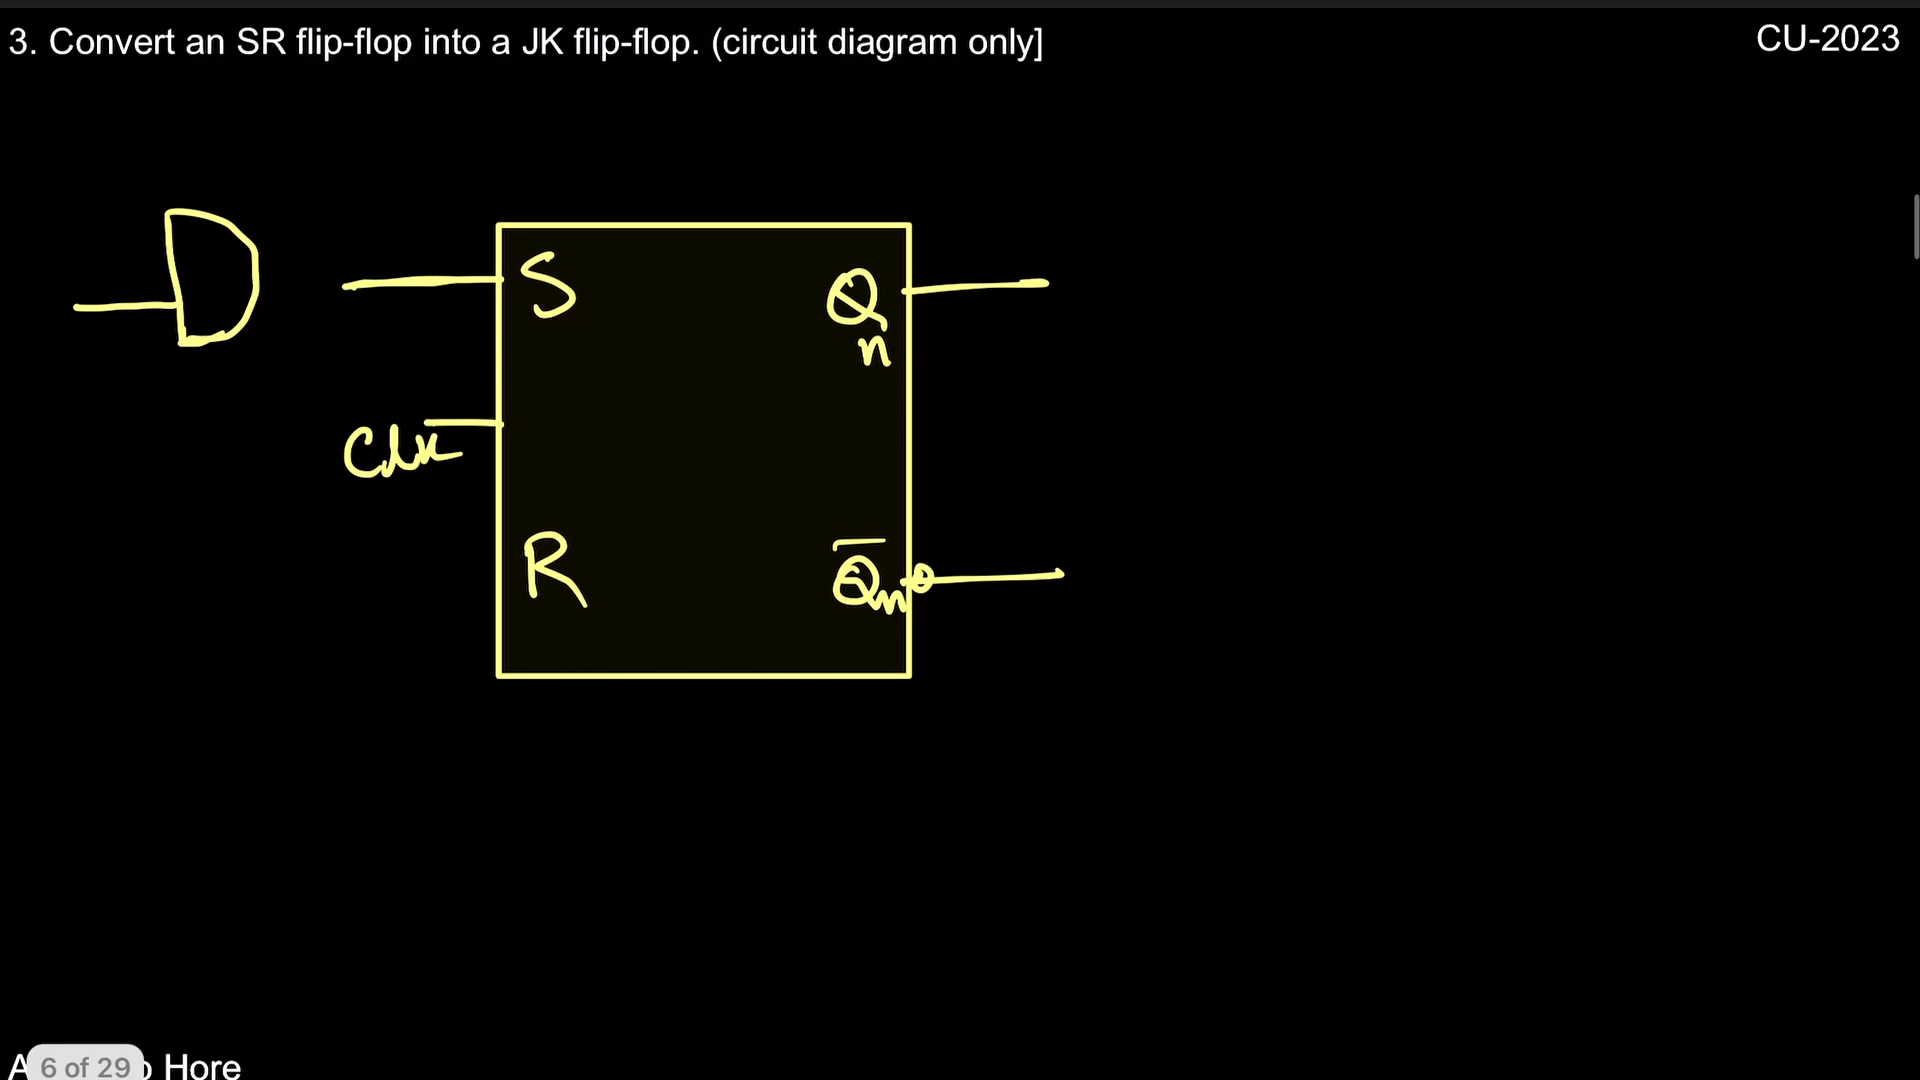 3. Convert an SR flip-flop into a JK flip-flop. (circuit diagram only]
CU-2023
S
Q
n
Clk
R
Q̅n
6 of 29
Hore